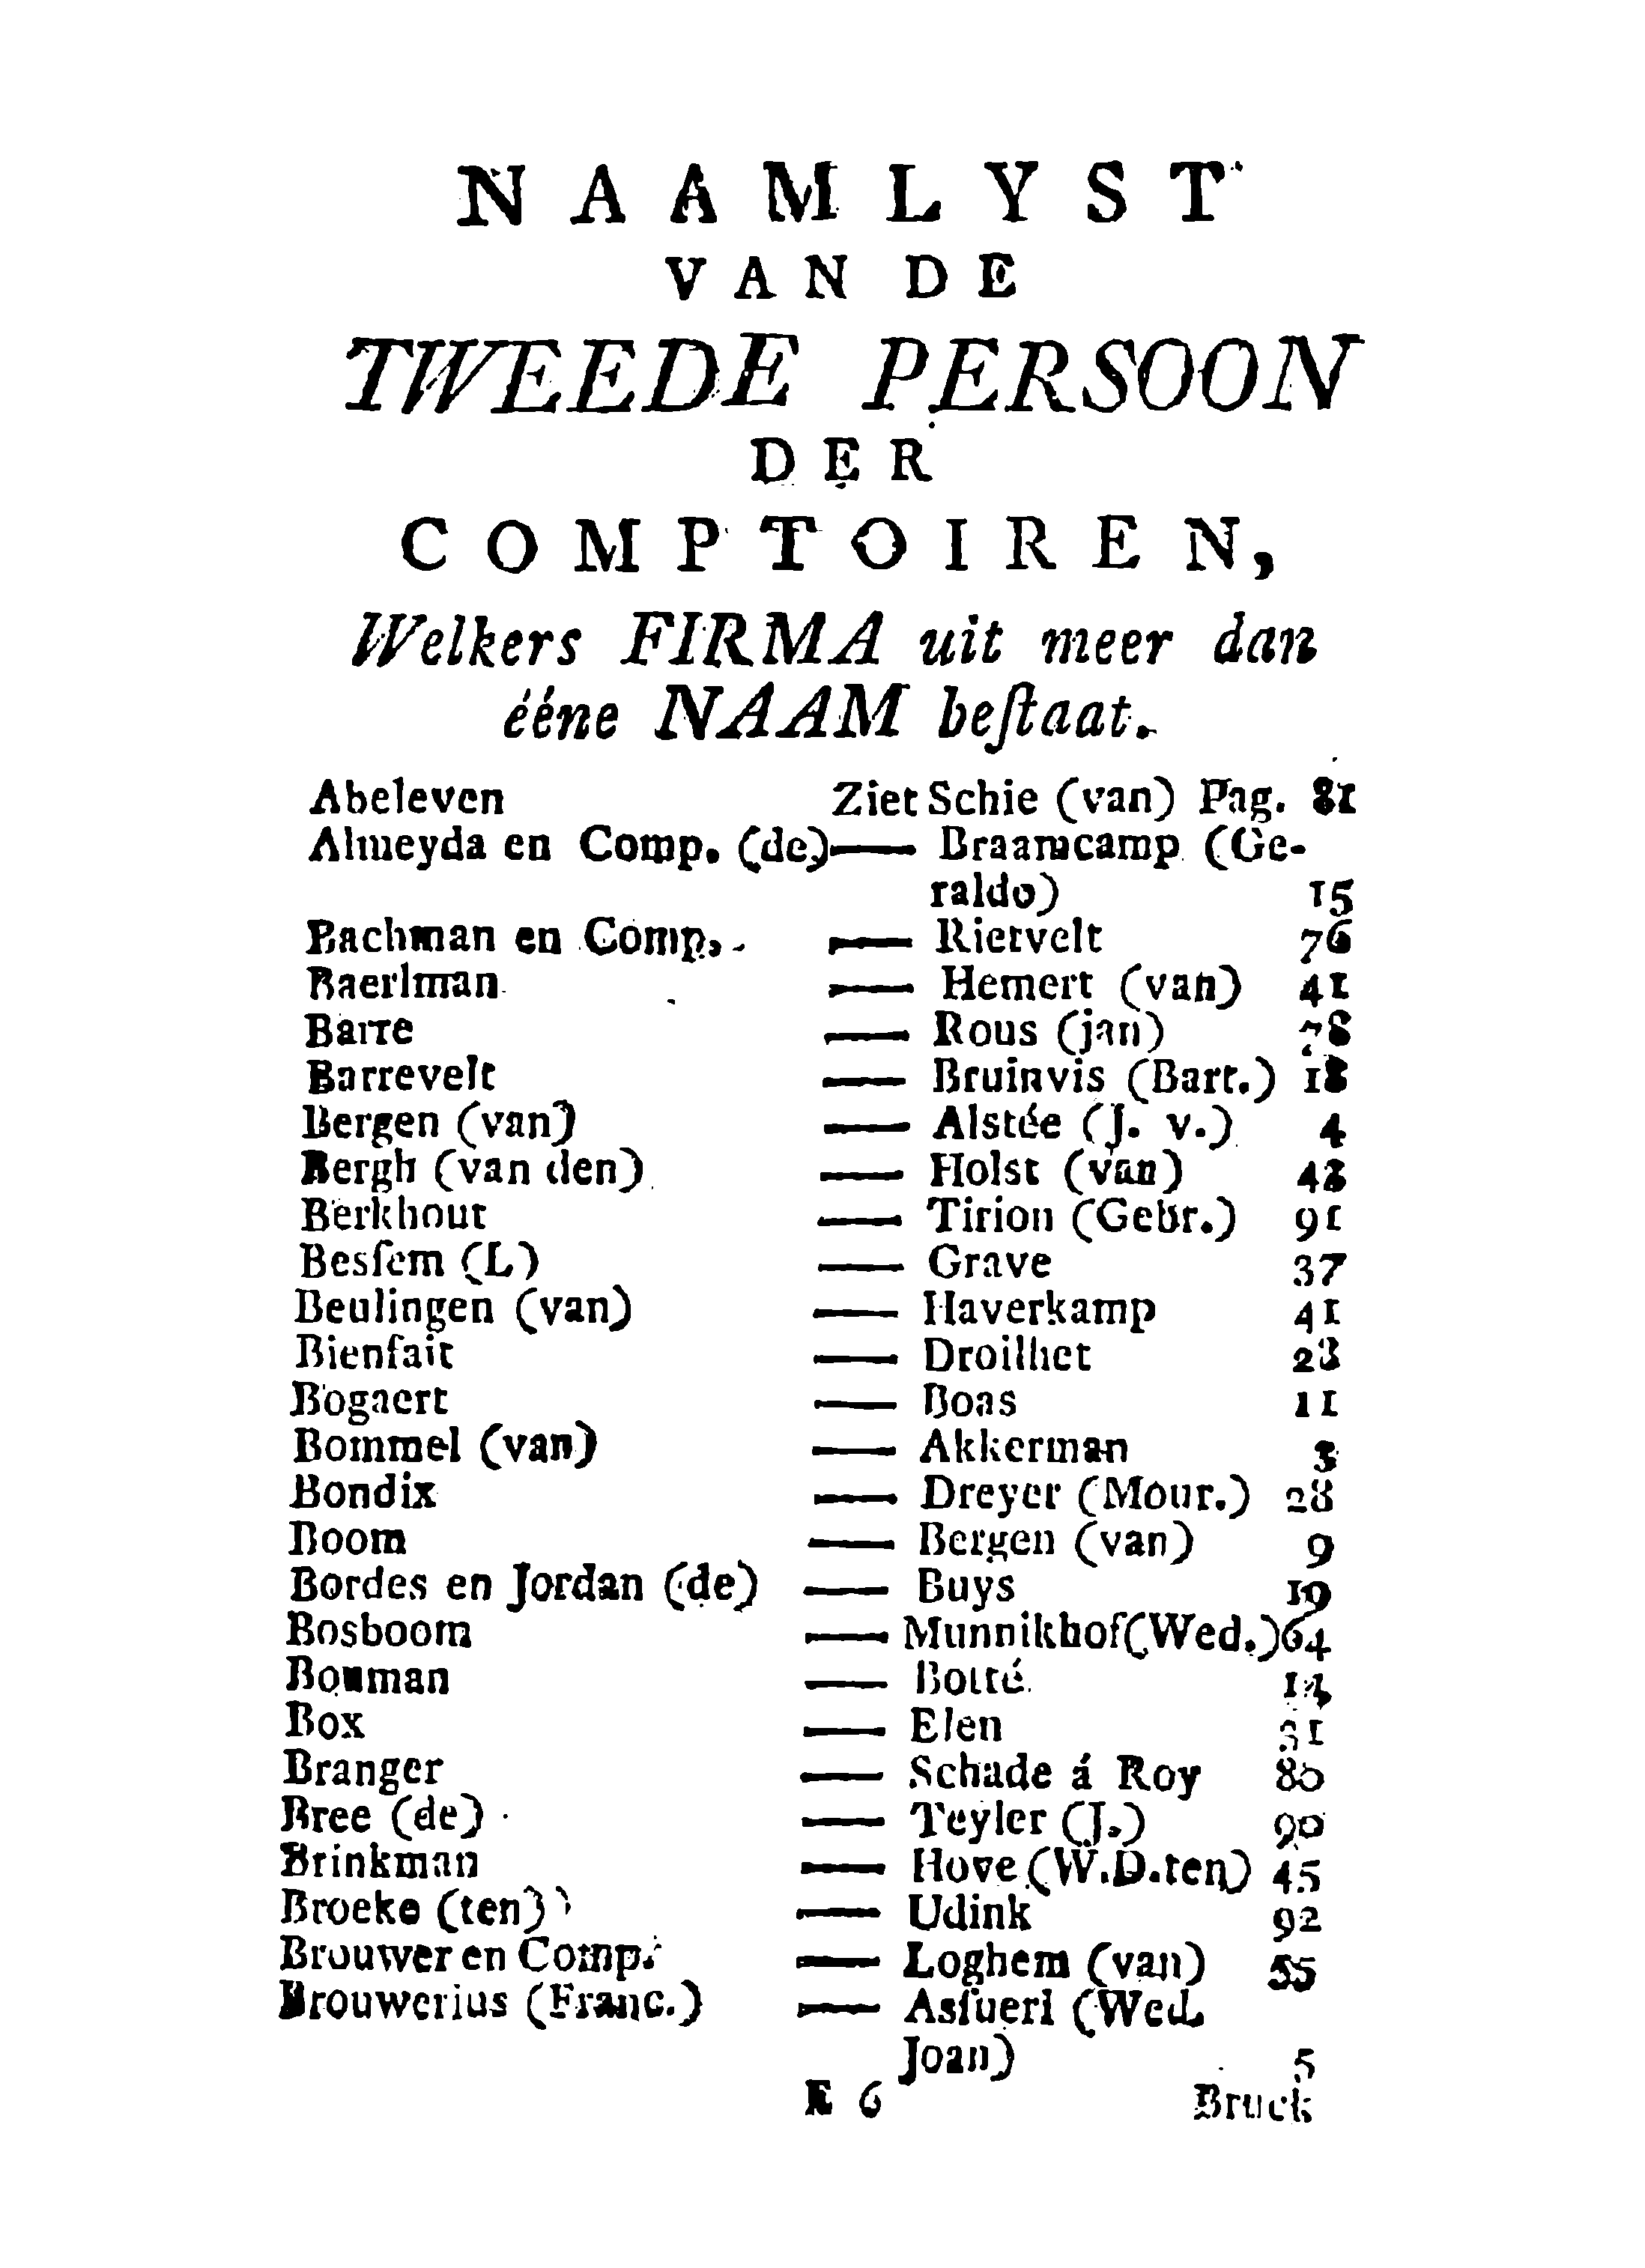 NAAMLYST
VAN DE
TWEEDE PERSOON
DER
COMPTOIREN,
Welkers FIRMA uit meer dan
ééne NAAM beſtaat.
Abeleven Ziet Schie (van) Pag. 81
Almeyda en Comp. (de) — Braamcamp (Ge-
raldo) 15
Bachman en Comp. — Rietvelt 76
Baerlman — Hemert (van) 41
Barre — Rous (jan) 78
Barrevelt — Bruinvis (Bart.) 18
Bergen (van) — Alstée (J. v.) 4
Bergh (van den) — Holst (van) 43
Berkhout — Tirion (Gebr.) 91
Besſem (L) — Grave 37
Beulingen (van) — Haverkamp 41
Bienfait — Droilhet 28
Bogaert — Boas 11
Bommel (van) — Akkerman 3
Bondix — Dreyer (Mour.) 28
Boom — Bergen (van) 9
Bordes en Jordan (de) — Buys 19
Bosboom — Munnikhof (Wed.) 64
Bouman — Botté 14
Box — Elen 31
Branger — Schade á Roy 80
Bree (de) — Teyler (J.) 90
Brinkman — Hove (W.D.ten) 45
Broeke (ten) — Udink 92
Brouwer en Comp. — Loghem (van) 55
Brouwerius (Franc.) — Asſueri (Wed.
Joan) 5
E 6 Bruck